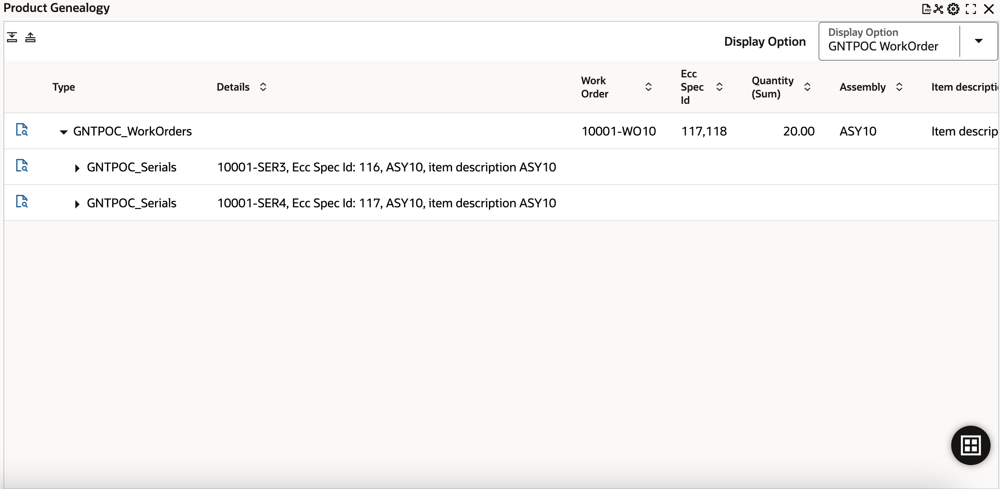 Product Genealogy
PDF
Display Option
Display Option
GNTPOC WorkOrder
Type
Details
Work
Order
Ecc
Spec
Id
Quantity
(Sum)
Assembly
Item descripti
GNTPOC_WorkOrders 10001-WO10 117,118 20.00 ASY10 Item descrip
GNTPOC_Serials 10001-SER3, Ecc Spec Id: 116, ASY10, item description ASY10
GNTPOC_Serials 10001-SER4, Ecc Spec Id: 117, ASY10, item description ASY10